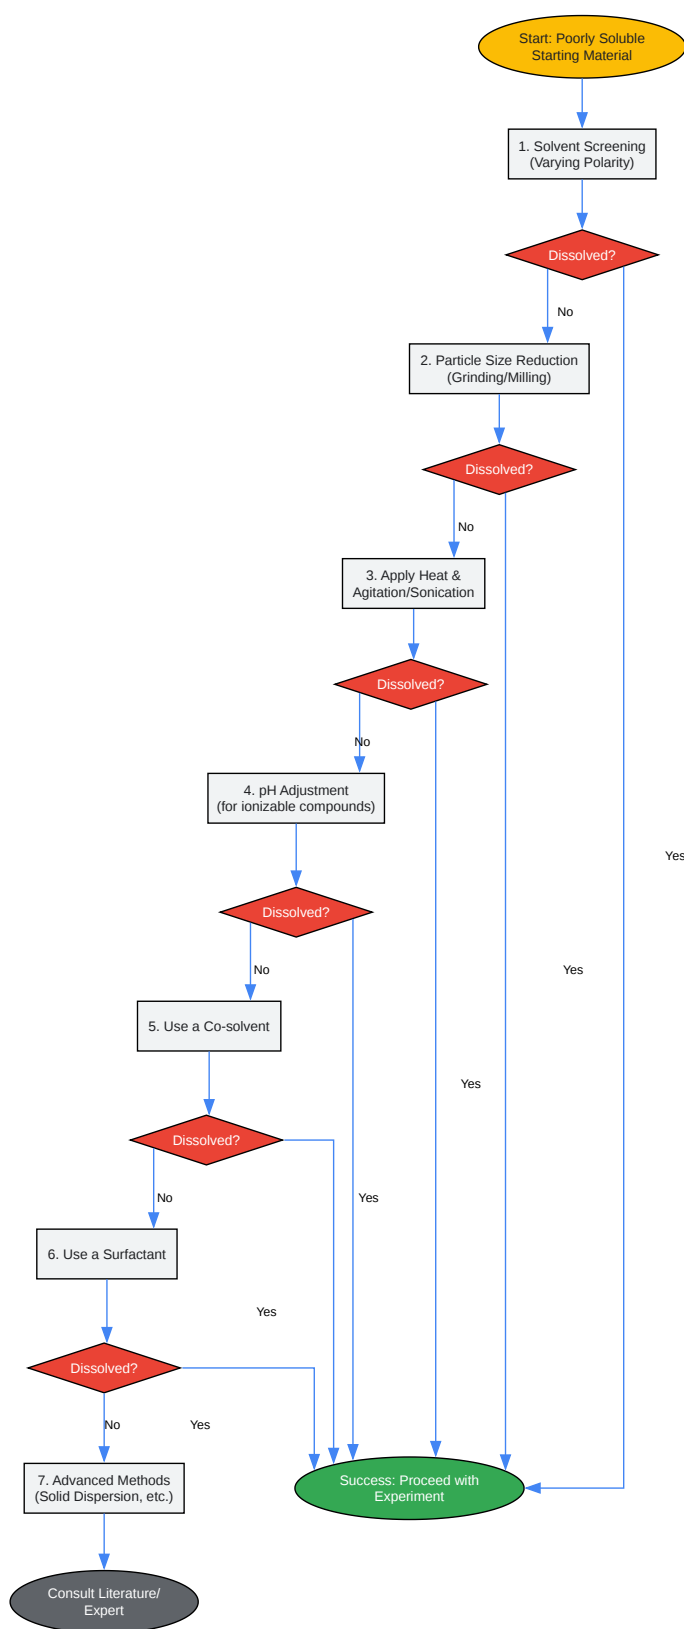 Start: Poorly Soluble
Starting Material
1. Solvent Screening
(Varying Polarity)
Dissolved?
No
2. Particle Size Reduction
(Grinding/Milling)
Dissolved?
No
3. Apply Heat &
Agitation/Sonication
Dissolved?
No
4. pH Adjustment
(for ionizable compounds)
Yes
Dissolved?
No
Yes
5. Use a Co-solvent
Yes
Dissolved?
No
Yes
6. Use a Surfactant
Yes
Dissolved?
No
Yes
7. Advanced Methods
(Solid Dispersion, etc.)
Success: Proceed with
Experiment
Consult Literature/
Expert